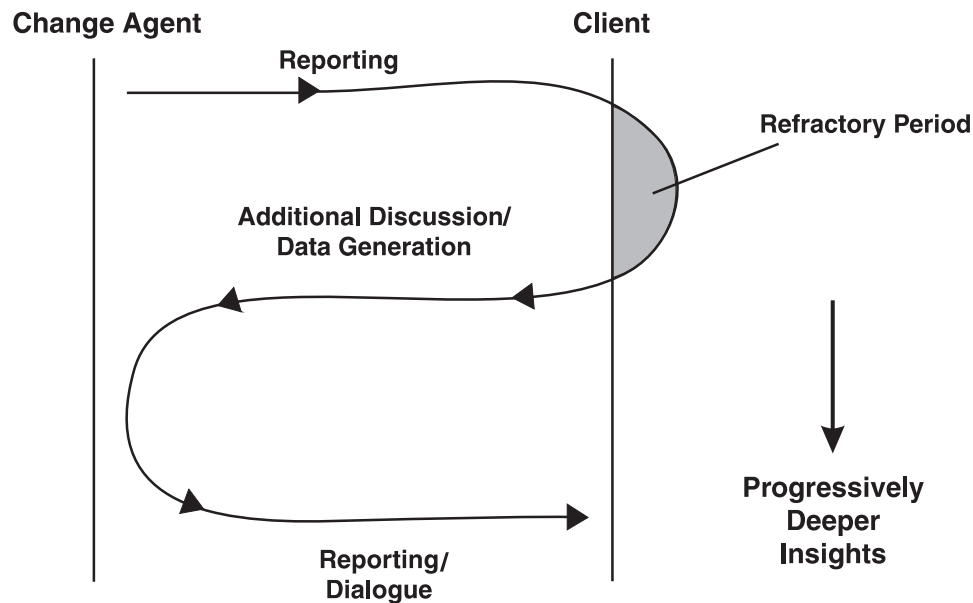 Change Agent
Client
Reporting
Refractory Period
Additional Discussion/
Data Generation
Progressively
Deeper
Insights
Reporting/
Dialogue